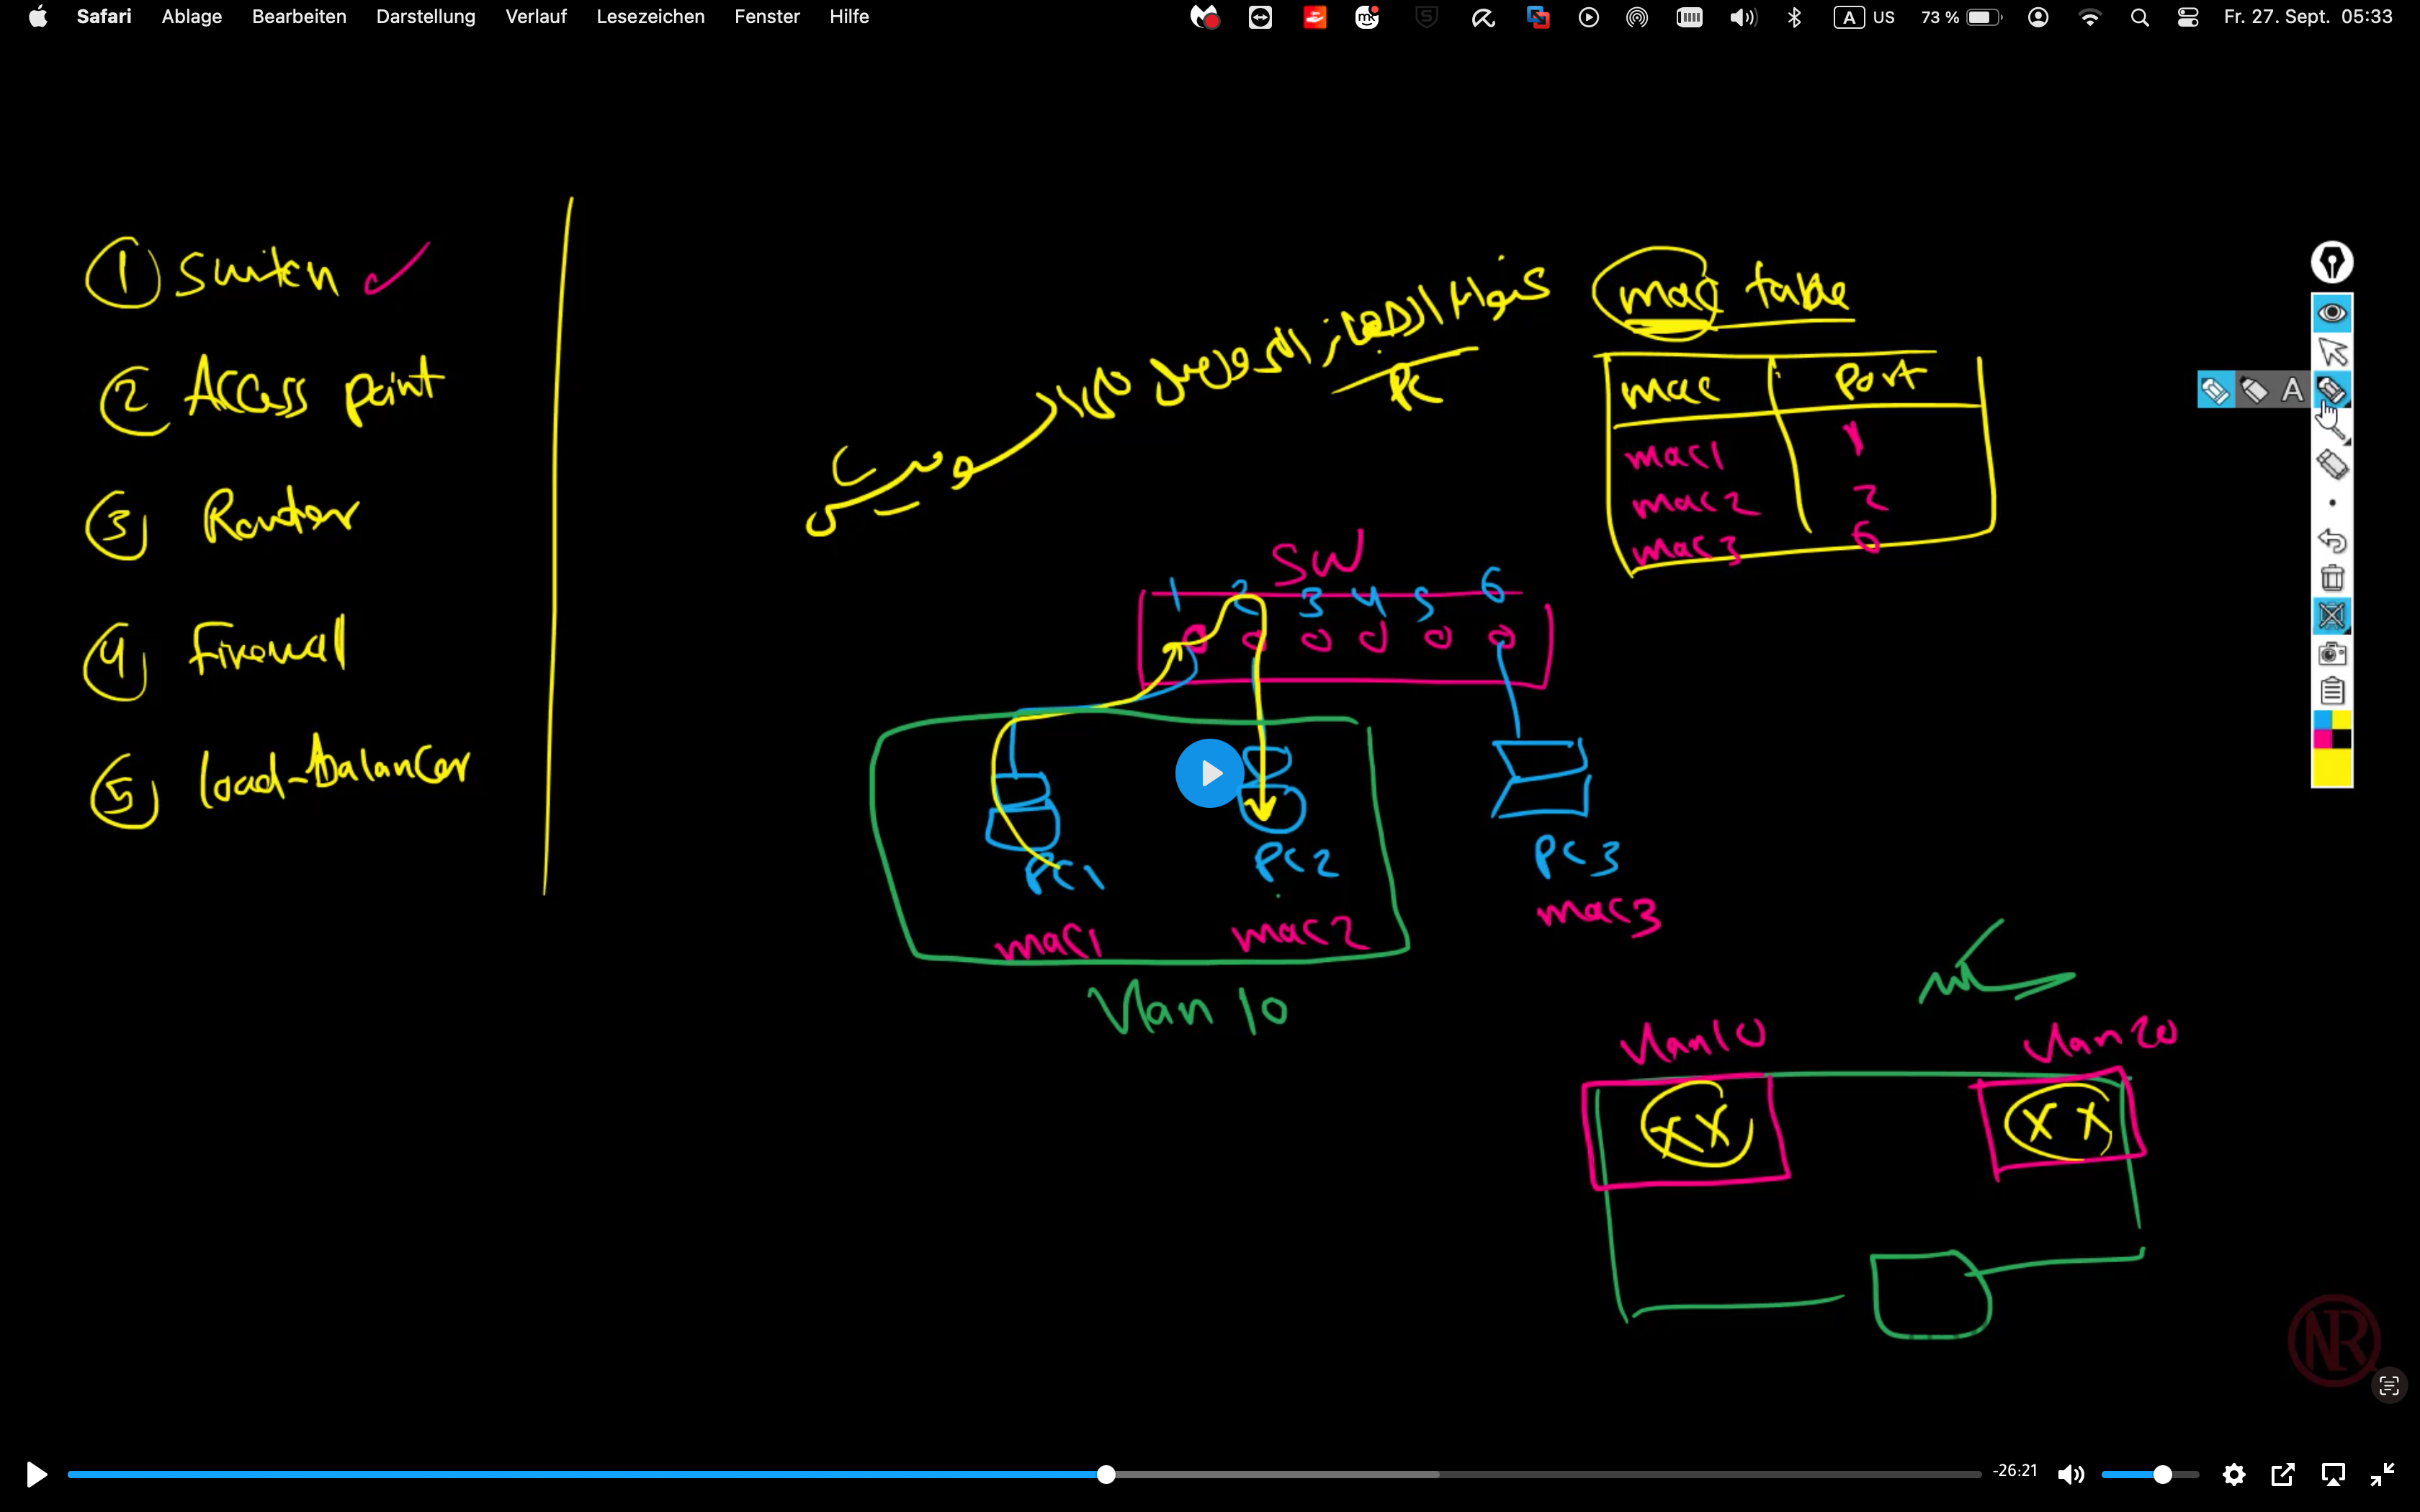 Safari Ablage Bearbeiten Darstellung Verlauf Lesezeichen Fenster Hilfe
A US 73 % Fr. 27. Sept. 05:33
1 Switch
2 Access point
3 Router
4 Firewall
5 Load-balancer
عنوان الجهاز
PC
mac table
mac Port
mac1 1
mac2 2
mac3 6
SW
1 2 3 4 5 6
PC1 PC2 PC3
mac1 mac2 mac3
Vlan 10
Vlan10 Vlan20
XX XX
A
NR
-26:21